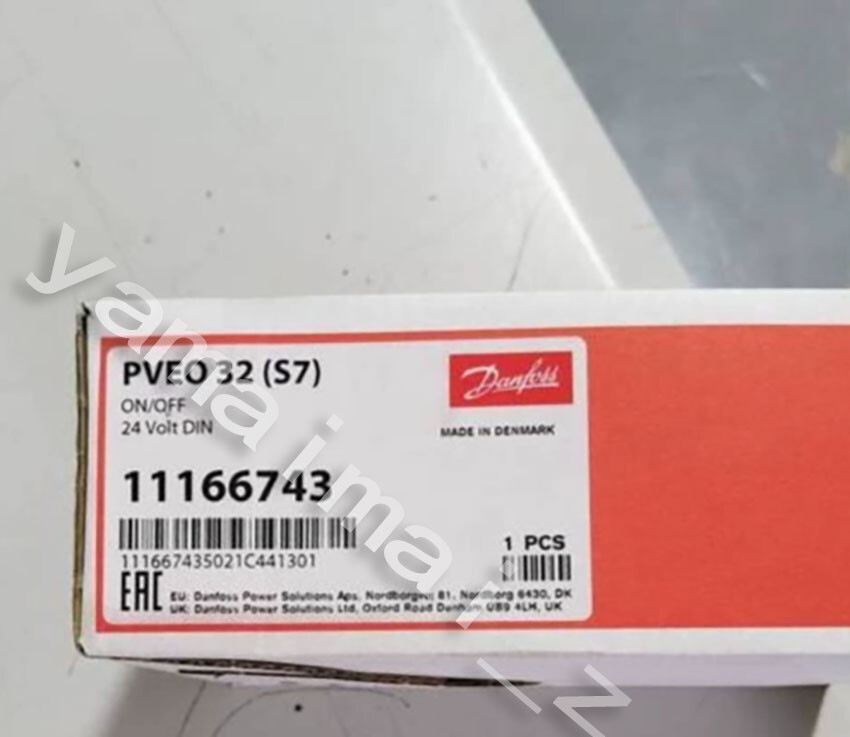 PVEO 32 (S7)
ON/OFF
24 Volt DIN
Danfoss
MADE IN DENMARK
11166743
111667435021C441301
1 PCS
EAC
EU: Danfoss Power Solutions Aps, Nordborgvej 81, Nordborg 6430, DK
UK: Danfoss Power Solutions Ltd, Oxford Road Denham UB9 4LH, UK